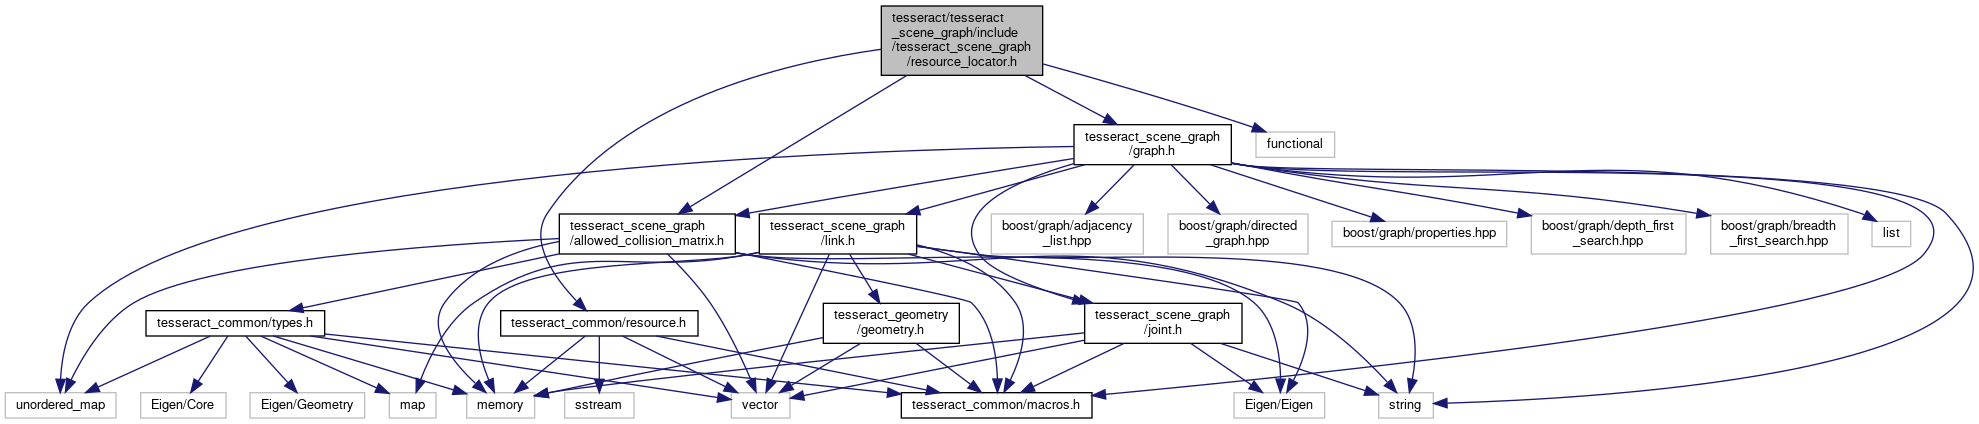 tesseract/tesseract
_scene_graph/include
/tesseract_scene_graph
/resource_locator.h
tesseract_scene_graph
/graph.h
functional
tesseract_scene_graph
/allowed_collision_matrix.h
tesseract_scene_graph
/link.h
boost/graph/adjacency
_list.hpp
boost/graph/directed
_graph.hpp
boost/graph/properties.hpp
boost/graph/depth_first
_search.hpp
boost/graph/breadth
_first_search.hpp
list
tesseract_common/types.h
tesseract_common/resource.h
tesseract_geometry
/geometry.h
tesseract_scene_graph
/joint.h
unordered_map
Eigen/Core
Eigen/Geometry
map
memory
sstream
vector
tesseract_common/macros.h
Eigen/Eigen
string